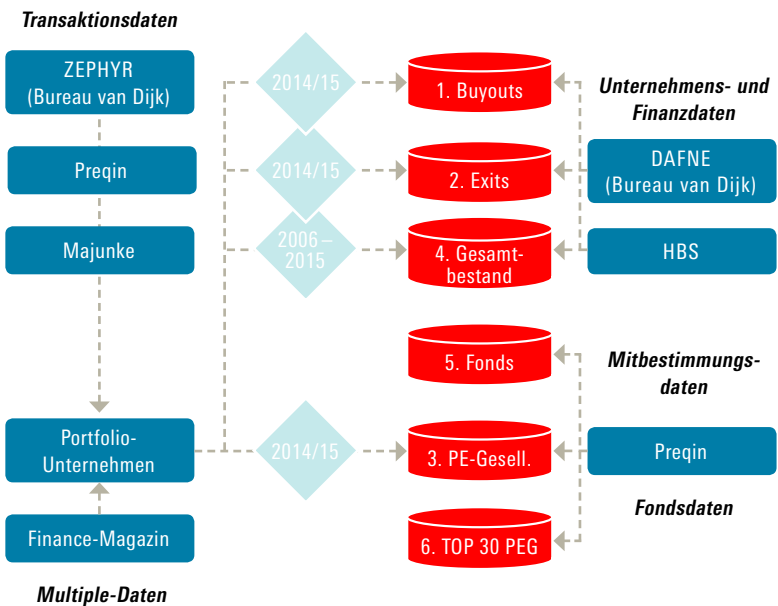 Transaktionsdaten
ZEPHYR
(Bureau van Dijk)
Preqin
Majunke
Portfolio-
Unternehmen
Finance-Magazin
Multiple-Daten
2014/15
2014/15
2006–
2015
2014/15
1. Buyouts
2. Exits
4. Gesamt-
bestand
5. Fonds
3. PE-Gesell.
6. TOP 30 PEG
Unternehmens- und
Finanzdaten
DAFNE
(Bureau van Dijk)
HBS
Mitbestimmungs-
daten
Preqin
Fondsdaten